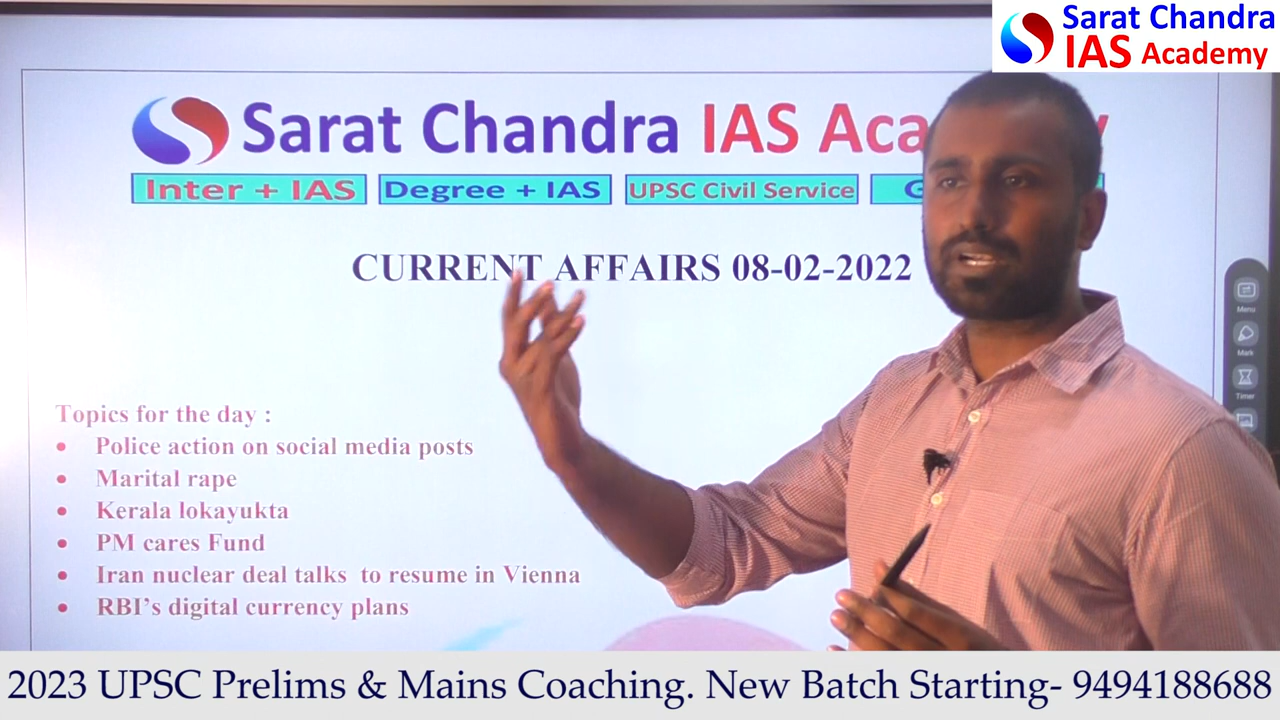 Sarat Chandra
IAS Academy
Sarat Chandra IAS Aca
Inter + IAS
Degree + IAS
UPSC Civil Service
G
CURRENT AFFAIRS 08-02-2022
Menu
Mark
Timer
Topics for the day :
• Police action on social media posts
• Marital rape
• Kerala lokayukta
• PM cares Fund
• Iran nuclear deal talks to resume in Vienna
• RBI's digital currency plans
2023 UPSC Prelims & Mains Coaching. New Batch Starting- 9494188688